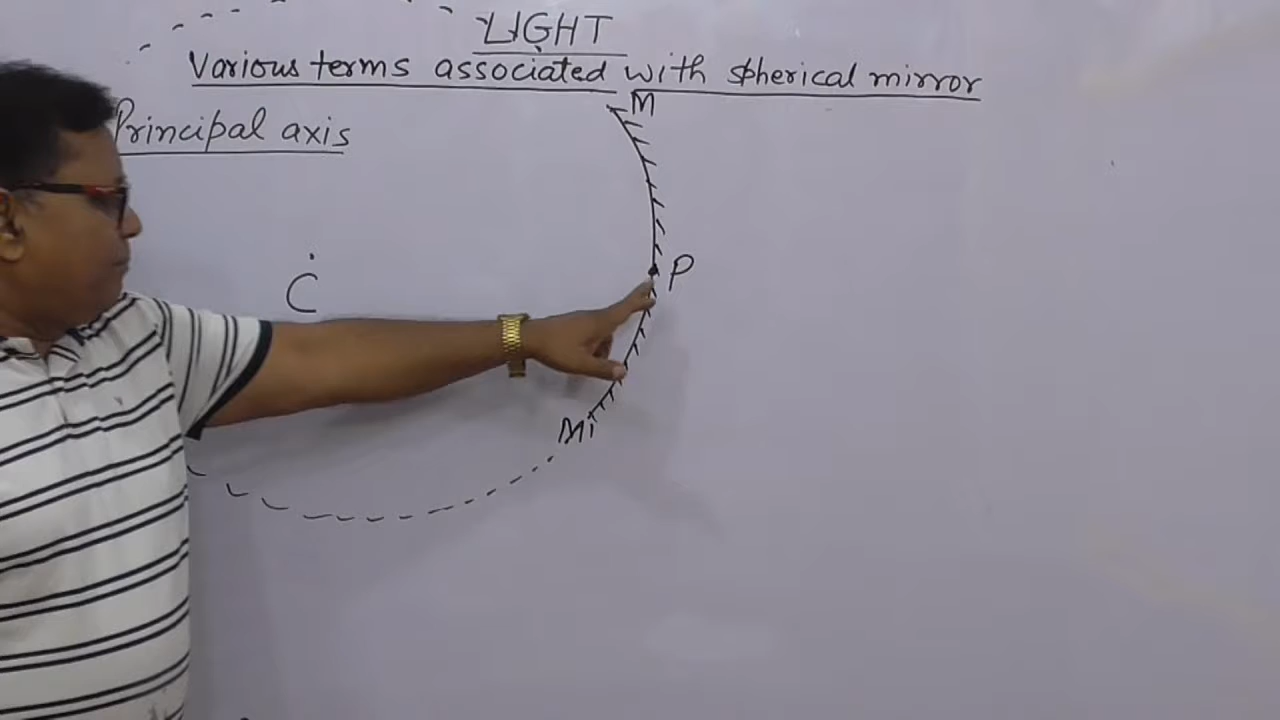 LIGHT
Various terms associated with spherical mirror
Principal axis
M
P
C
M1